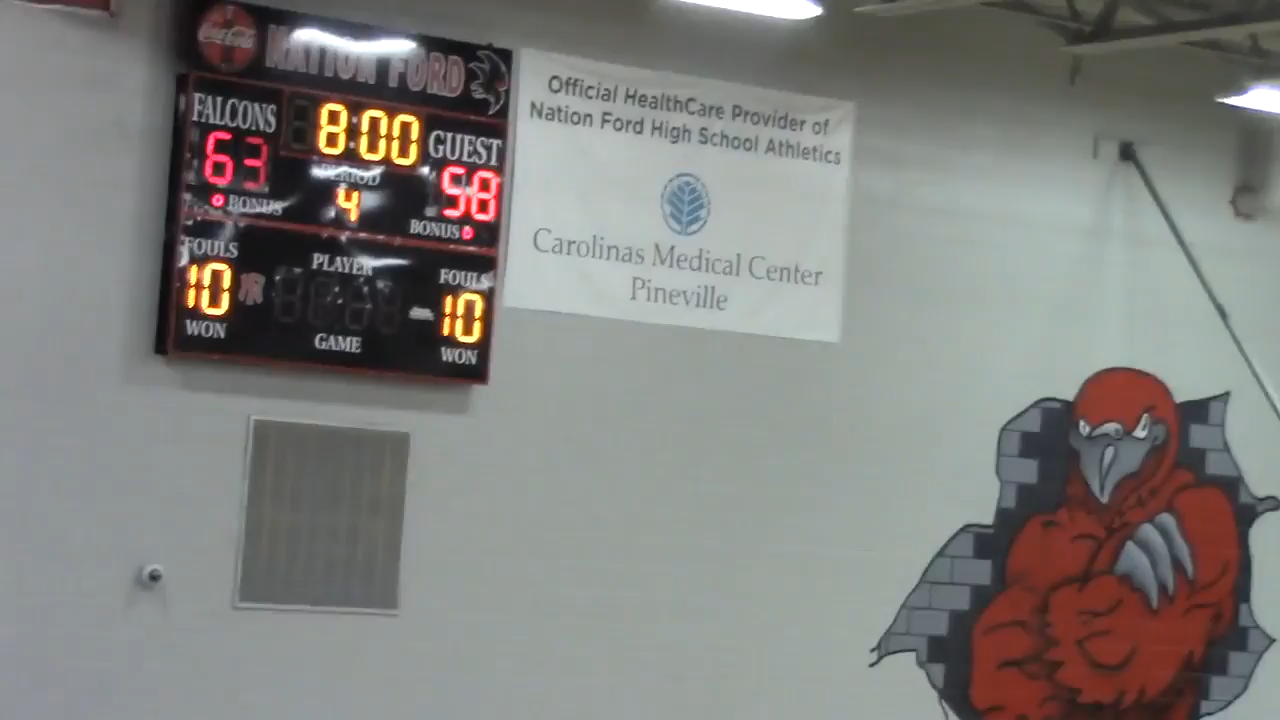 Coca-Cola
NATION FORD
FALCONS
8:00
GUEST
63
PERIOD
58
BONUS
4
BONUS
FOULS
PLAYER
FOULS
10
10
WON
GAME
WON
Official HealthCare Provider of
Nation Ford High School Athletics
Carolinas Medical Center
Pineville